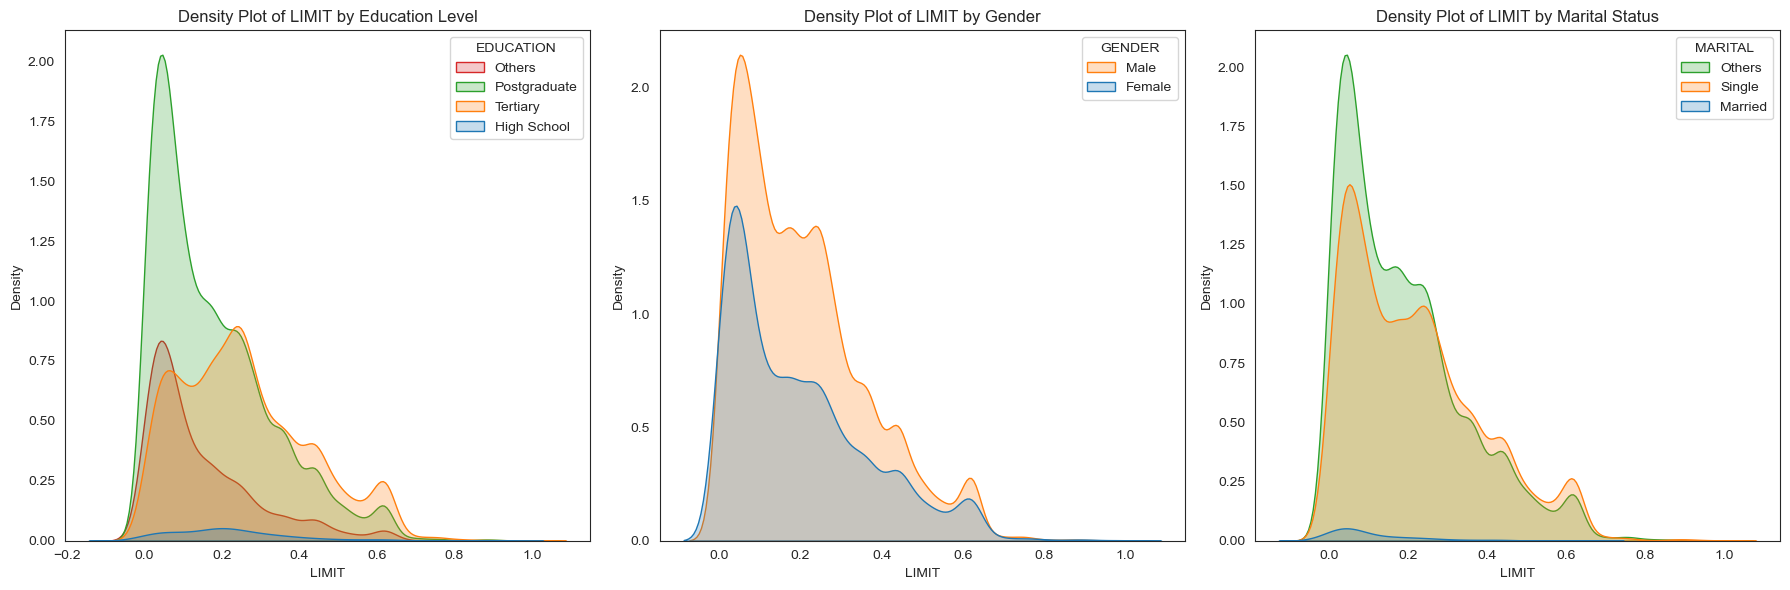 Density Plot of LIMIT by Education Level
EDUCATION
Others
Postgraduate
Tertiary
High School
2.00
1.75
1.50
1.25
1.00
0.75
0.50
0.25
0.00
Density
−0.2 0.0 0.2 0.4 0.6 0.8 1.0
LIMIT
Density Plot of LIMIT by Gender
GENDER
Male
Female
2.0
1.5
1.0
0.5
0.0
Density
0.0 0.2 0.4 0.6 0.8 1.0
LIMIT
Density Plot of LIMIT by Marital Status
MARITAL
Others
Single
Married
2.00
1.75
1.50
1.25
1.00
0.75
0.50
0.25
0.00
Density
0.0 0.2 0.4 0.6 0.8 1.0
LIMIT